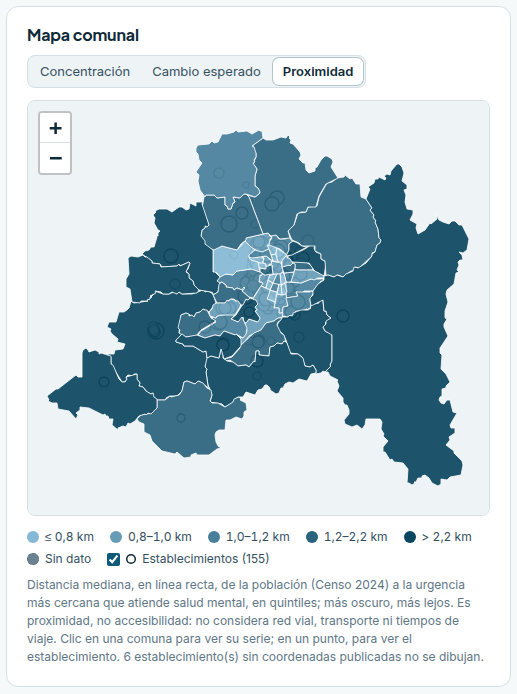 Mapa comunal
Concentración Cambio esperado Proximidad
+
−
≤ 0,8 km 0,8–1,0 km 1,0–1,2 km 1,2–2,2 km > 2,2 km
Sin dato Establecimientos (155)
Distancia mediana, en línea recta, de la población (Censo 2024) a la urgencia
más cercana que atiende salud mental, en quintiles; más oscuro, más lejos. Es
proximidad, no accesibilidad: no considera red vial, transporte ni tiempos de
viaje. Clic en una comuna para ver su serie; en un punto, para ver el
establecimiento. 6 establecimiento(s) sin coordenadas publicadas no se dibujan.